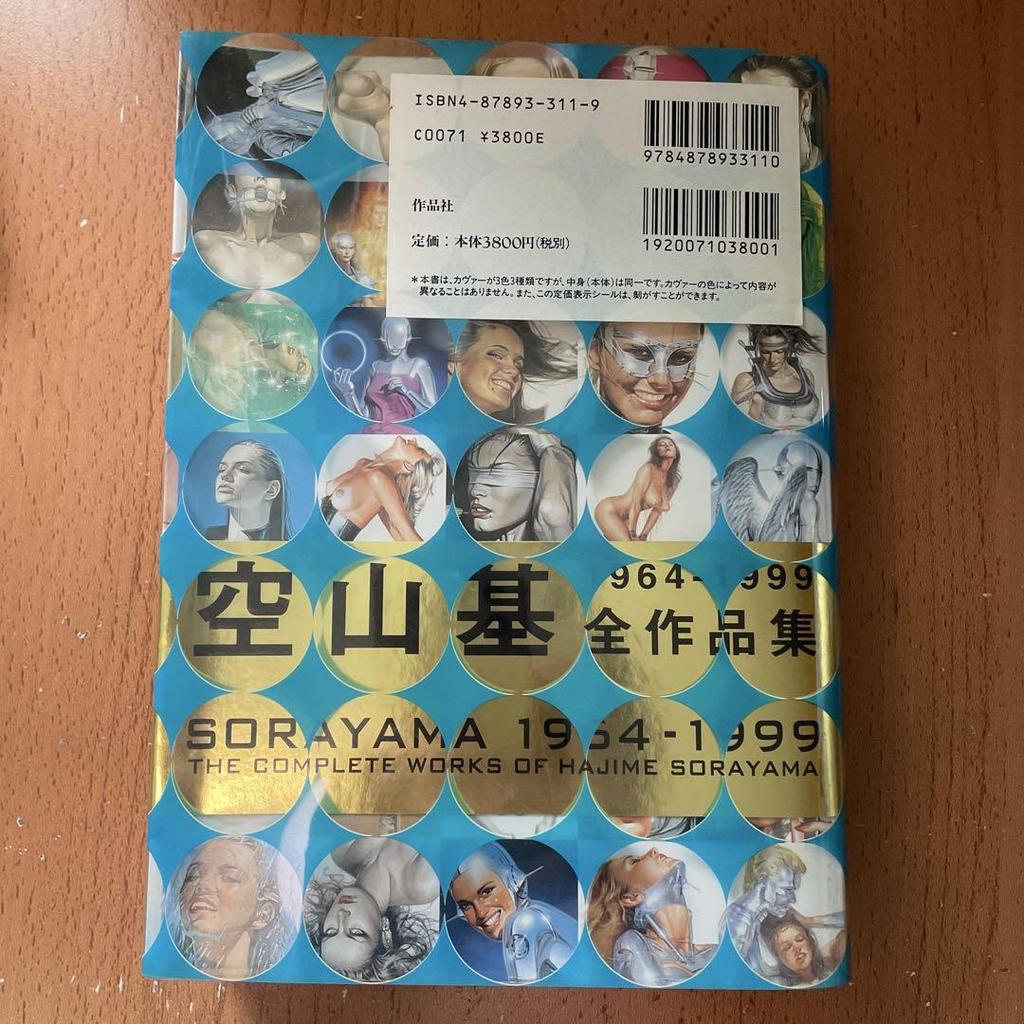 ISBN4-87893-311-9
C0071 ¥3800E
9784878933110
作品社
定価：本体3800円(税別)
1920071038001
＊本書は、カヴァーが3色3種類ですが、中身（本体）は同一です。カヴァーの色によって内容が
異なることはありません。また、この定価表示シールは、剝がすことができます。
空山基 1964-1999
全作品集
SORAYAMA 1964-1999
THE COMPLETE WORKS OF HAJIME SORAYAMA